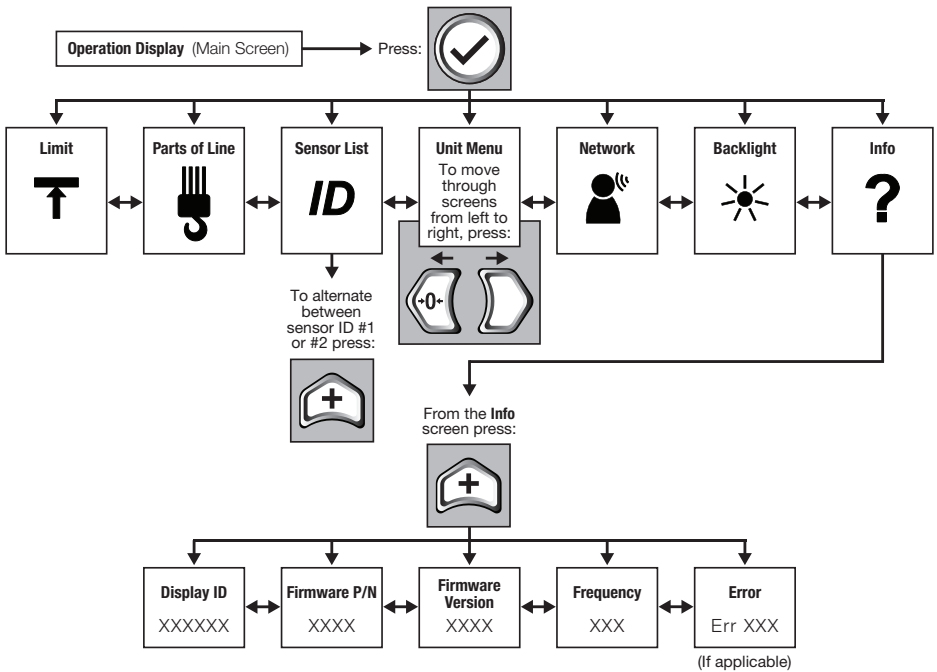 Operation Display (Main Screen)
Press:
Limit
Parts of Line
Sensor List
ID
Unit Menu
To move
through
screens
from left to
right, press:
→0←
Network
Backlight
Info
?
To alternate
between
sensor ID #1
or #2 press:
+
From the Info
screen press:
+
Display ID
XXXXXX
Firmware P/N
XXXX
Firmware
Version
XXXX
Frequency
XXX
Error
Err XXX
(If applicable)